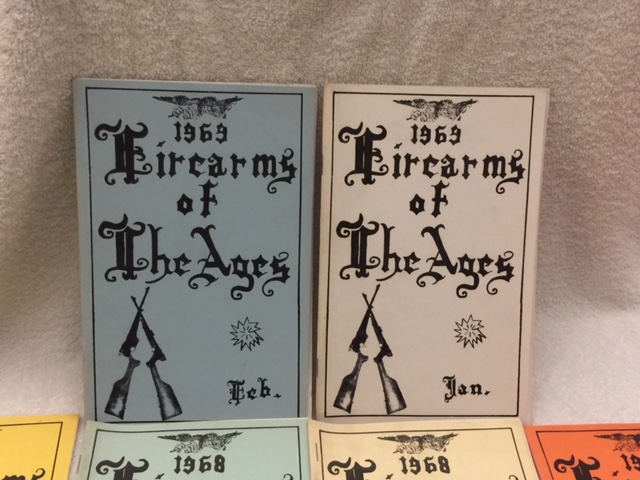 1969
Firearms
of
The Ages
Feb.
1969
Firearms
of
The Ages
Jan.
1968
1968